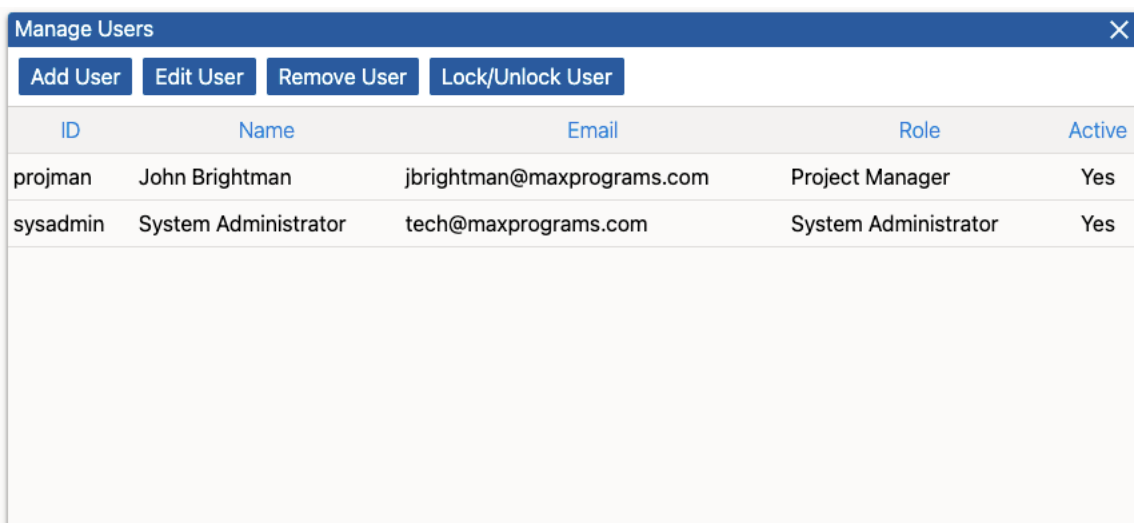 Manage Users
Add User Edit User Remove User Lock/Unlock User
ID Name Email Role Active
projman John Brightman jbrightman@maxprograms.com Project Manager Yes
sysadmin System Administrator tech@maxprograms.com System Administrator Yes